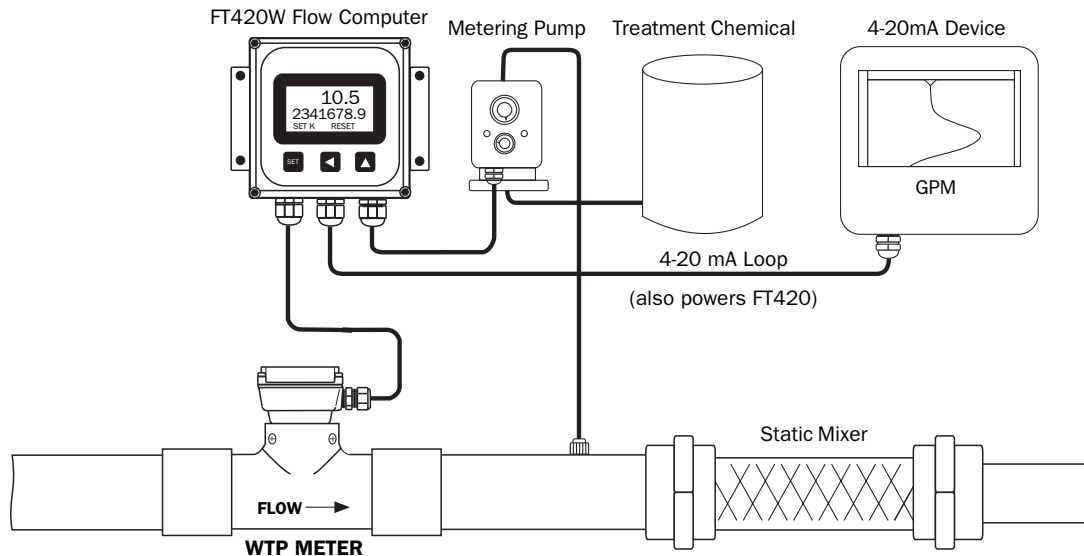 FT420W Flow Computer
Metering Pump
Treatment Chemical
4-20mA Device
10.5
2341678.9
SET K RESET
SET
GPM
4-20 mA Loop
(also powers FT420)
Static Mixer
FLOW
WTP METER